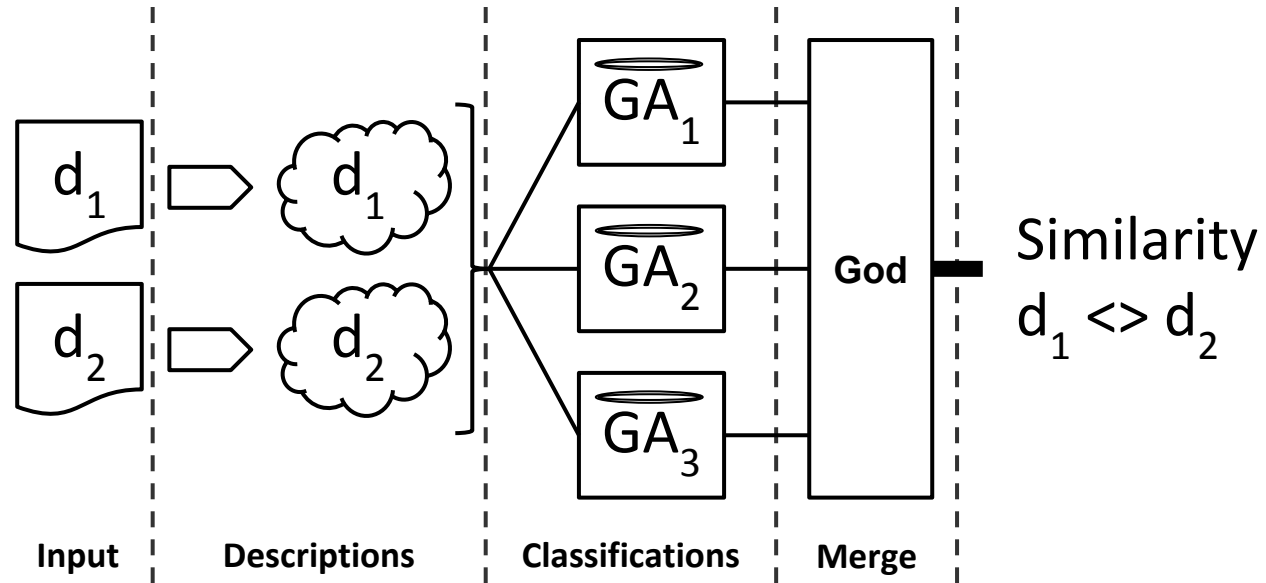 d₁
d₂
d₁
d₂
GA₁
GA₂
GA₃
God
Similarity
d₁ <> d₂
Input
Descriptions
Classifications
Merge